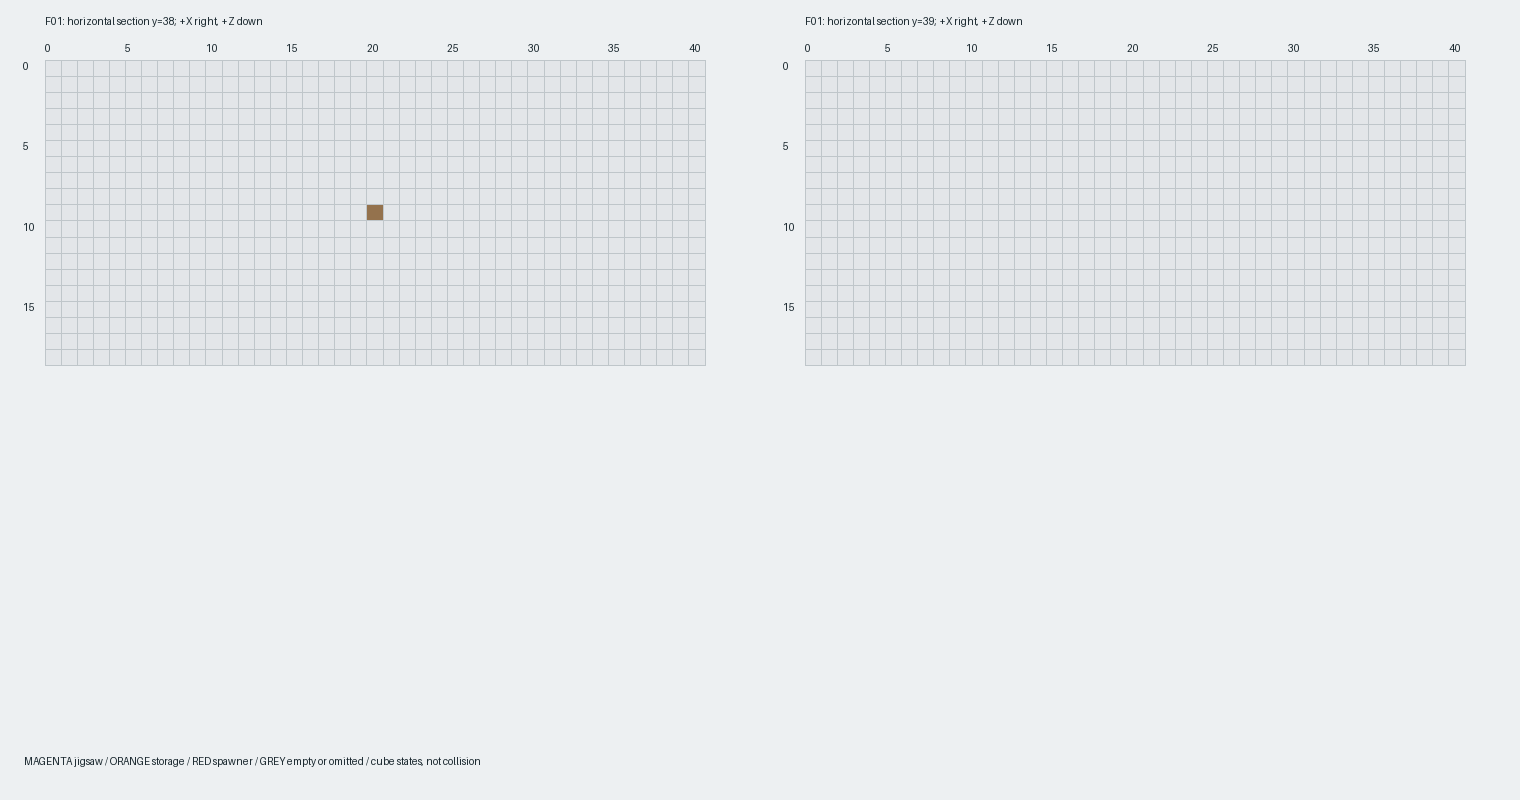 F01: horizontal section y=38; +X right, +Z down
0 5 10 15 20 25 30 35 40
0
5
10
15
F01: horizontal section y=39; +X right, +Z down
0 5 10 15 20 25 30 35 40
0
5
10
15
MAGENTA jigsaw / ORANGE storage / RED spawner / GREY empty or omitted / cube states, not collision